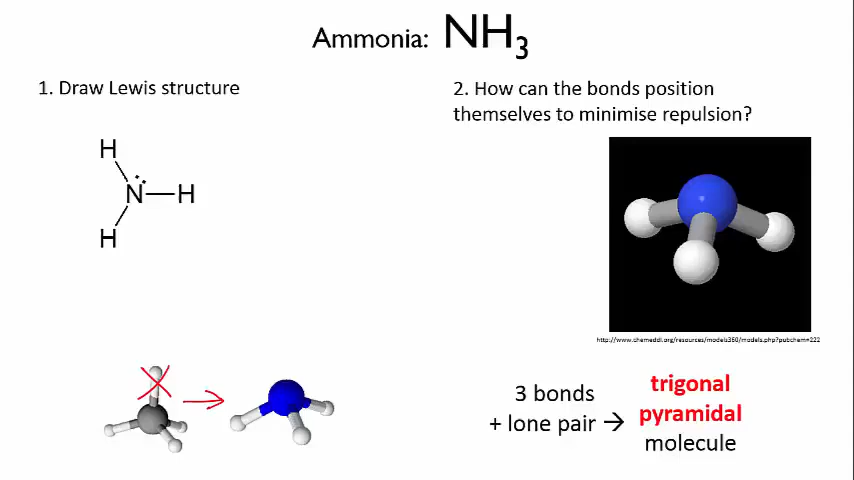 Ammonia: NH₃
1. Draw Lewis structure
2. How can the bonds position
themselves to minimise repulsion?
H
N H
H
http://www.chemeddl.org/resources/models360/models.php?pubchem=222
3 bonds
+ lone pair →
trigonal
pyramidal
molecule